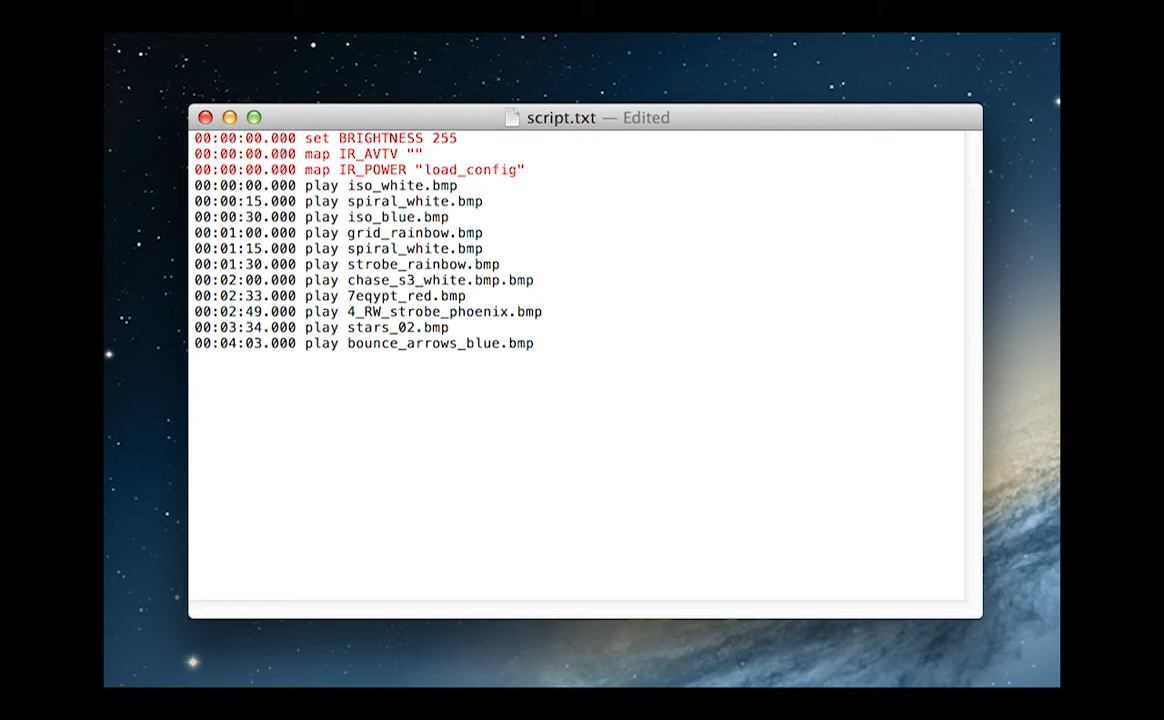 script.txt — Edited
00:00:00.000 set BRIGHTNESS 255
00:00:00.000 map IR_AVTV ""
00:00:00.000 map IR_POWER "load_config"
00:00:00.000 play iso_white.bmp
00:00:15.000 play spiral_white.bmp
00:00:30.000 play iso_blue.bmp
00:01:00.000 play grid_rainbow.bmp
00:01:15.000 play spiral_white.bmp
00:01:30.000 play strobe_rainbow.bmp
00:02:00.000 play chase_s3_white.bmp.bmp
00:02:33.000 play 7eqypt_red.bmp
00:02:49.000 play 4_RW_strobe_phoenix.bmp
00:03:34.000 play stars_02.bmp
00:04:03.000 play bounce_arrows_blue.bmp